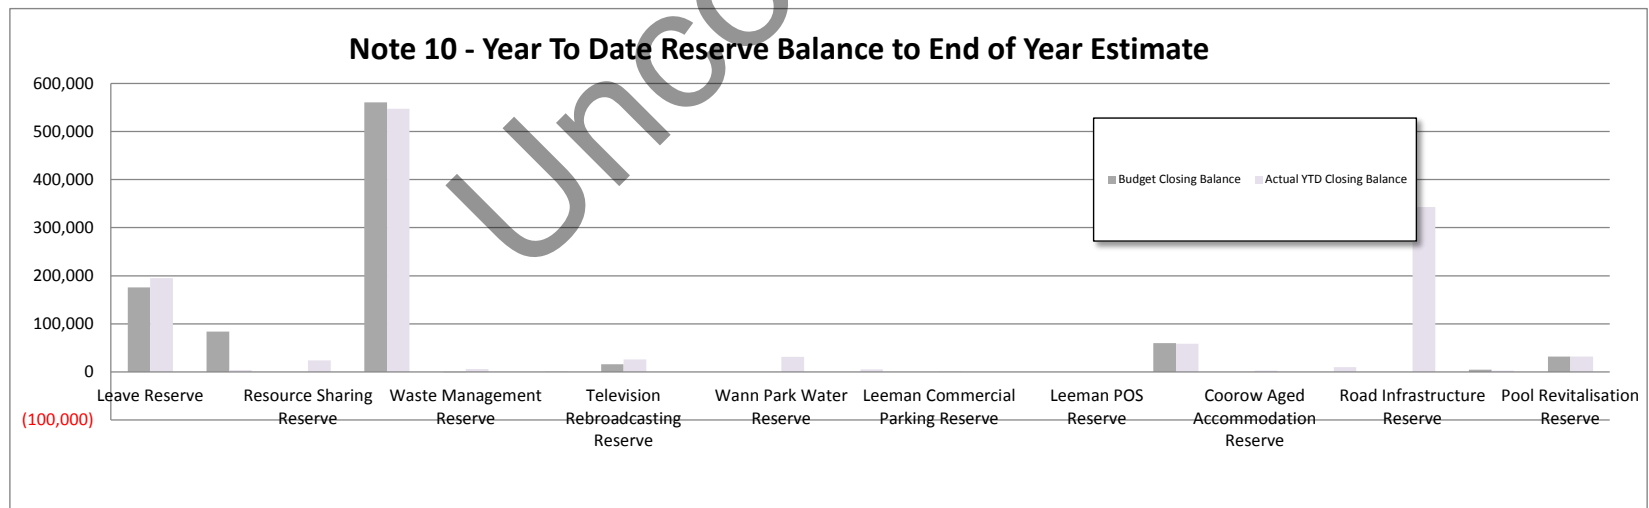 Note 10 - Year To Date Reserve Balance to End of Year Estimate
600,000
500,000
400,000
300,000
200,000
100,000
0
(100,000)
Budget Closing Balance
Actual YTD Closing Balance
Leave Reserve
Resource Sharing
Reserve
Waste Management
Reserve
Television
Rebroadcasting
Reserve
Wann Park Water
Reserve
Leeman Commercial
Parking Reserve
Leeman POS
Reserve
Coorow Aged
Accommodation
Reserve
Road Infrastructure
Reserve
Pool Revitalisation
Reserve
Unco